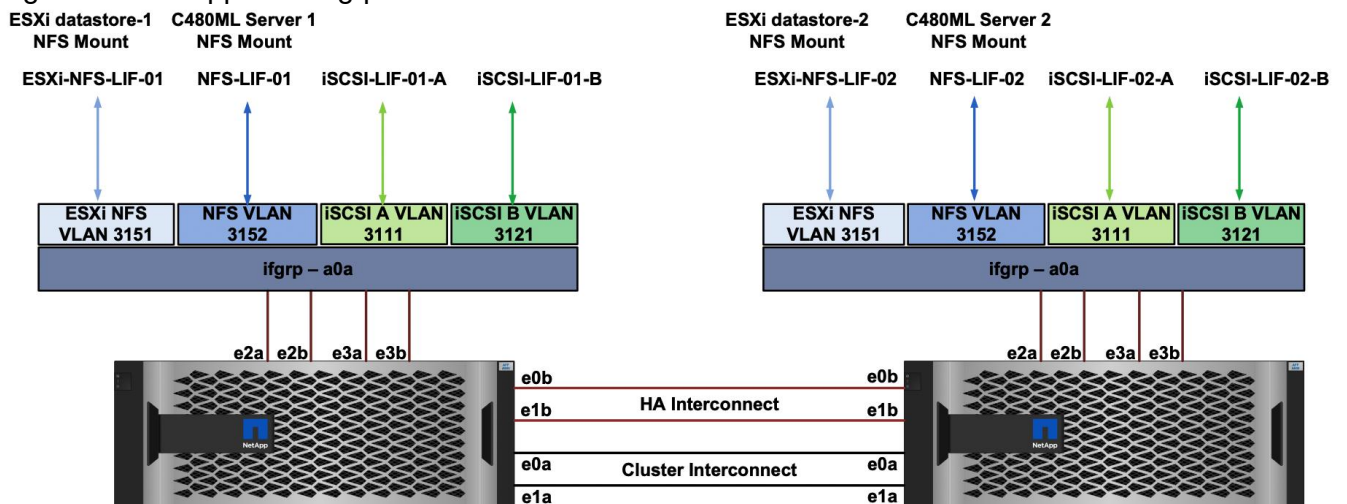 ESXi datastore-1 C480ML Server 1
NFS Mount NFS Mount
ESXi-NFS-LIF-01 NFS-LIF-01 iSCSI-LIF-01-A iSCSI-LIF-01-B
ESXi datastore-2 C480ML Server 2
NFS Mount NFS Mount
ESXi-NFS-LIF-02 NFS-LIF-02 iSCSI-LIF-02-A iSCSI-LIF-02-B
ESXi NFS NFS VLAN iSCSI A VLAN iSCSI B VLAN
VLAN 3151 3152 3111 3121
ifgrp – a0a
ESXi NFS NFS VLAN iSCSI A VLAN iSCSI B VLAN
VLAN 3151 3152 3111 3121
ifgrp – a0a
e2a e2b e3a e3b
e2a e2b e3a e3b
e0b e0b
HA Interconnect
e1b e1b
e0a Cluster Interconnect e0a
e1a e1a
NetApp
NetApp